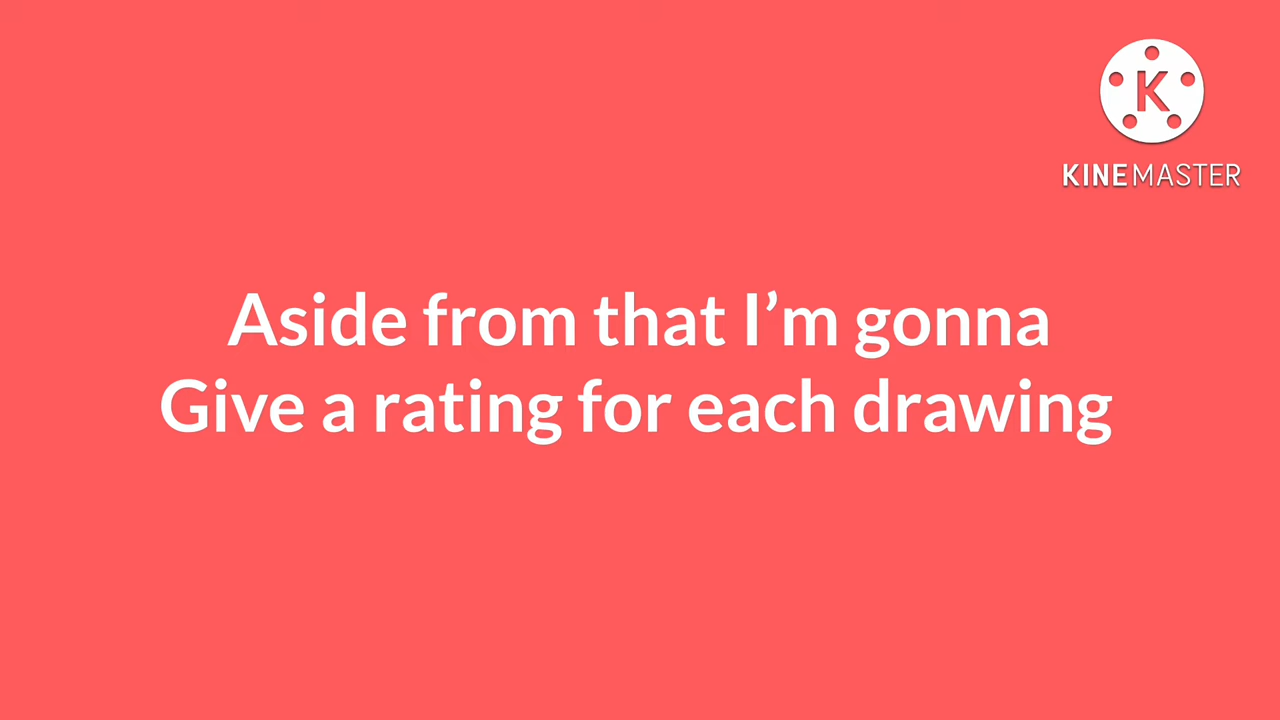 K
KINEMASTER
Aside from that I’m gonna
Give a rating for each drawing